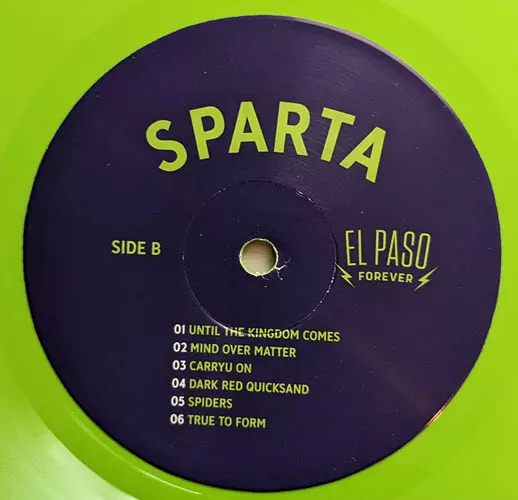 SPARTA
SIDE B
EL PASO
FOREVER
01 UNTIL THE KINGDOM COMES
02 MIND OVER MATTER
03 CARRYU ON
04 DARK RED QUICKSAND
05 SPIDERS
06 TRUE TO FORM